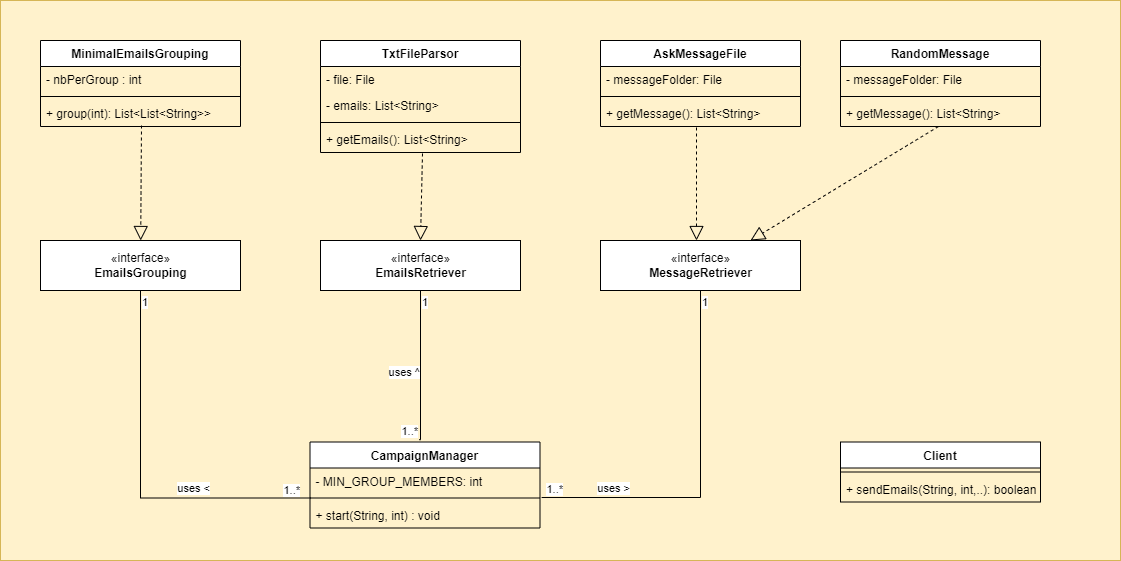 MinimalEmailsGrouping
- nbPerGroup : int
+ group(int): List<List<String>>
TxtFileParsor
- file: File
- emails: List<String>
+ getEmails(): List<String>
AskMessageFile
- messageFolder: File
+ getMessage(): List<String>
RandomMessage
- messageFolder: File
+ getMessage(): List<String>
«interface»
EmailsGrouping
«interface»
EmailsRetriever
«interface»
MessageRetriever
1
1
1
uses ^
1..*
uses <
1..*
CampaignManager
- MIN_GROUP_MEMBERS: int
+ start(String, int) : void
1..*
uses >
Client
+ sendEmails(String, int,..): boolean